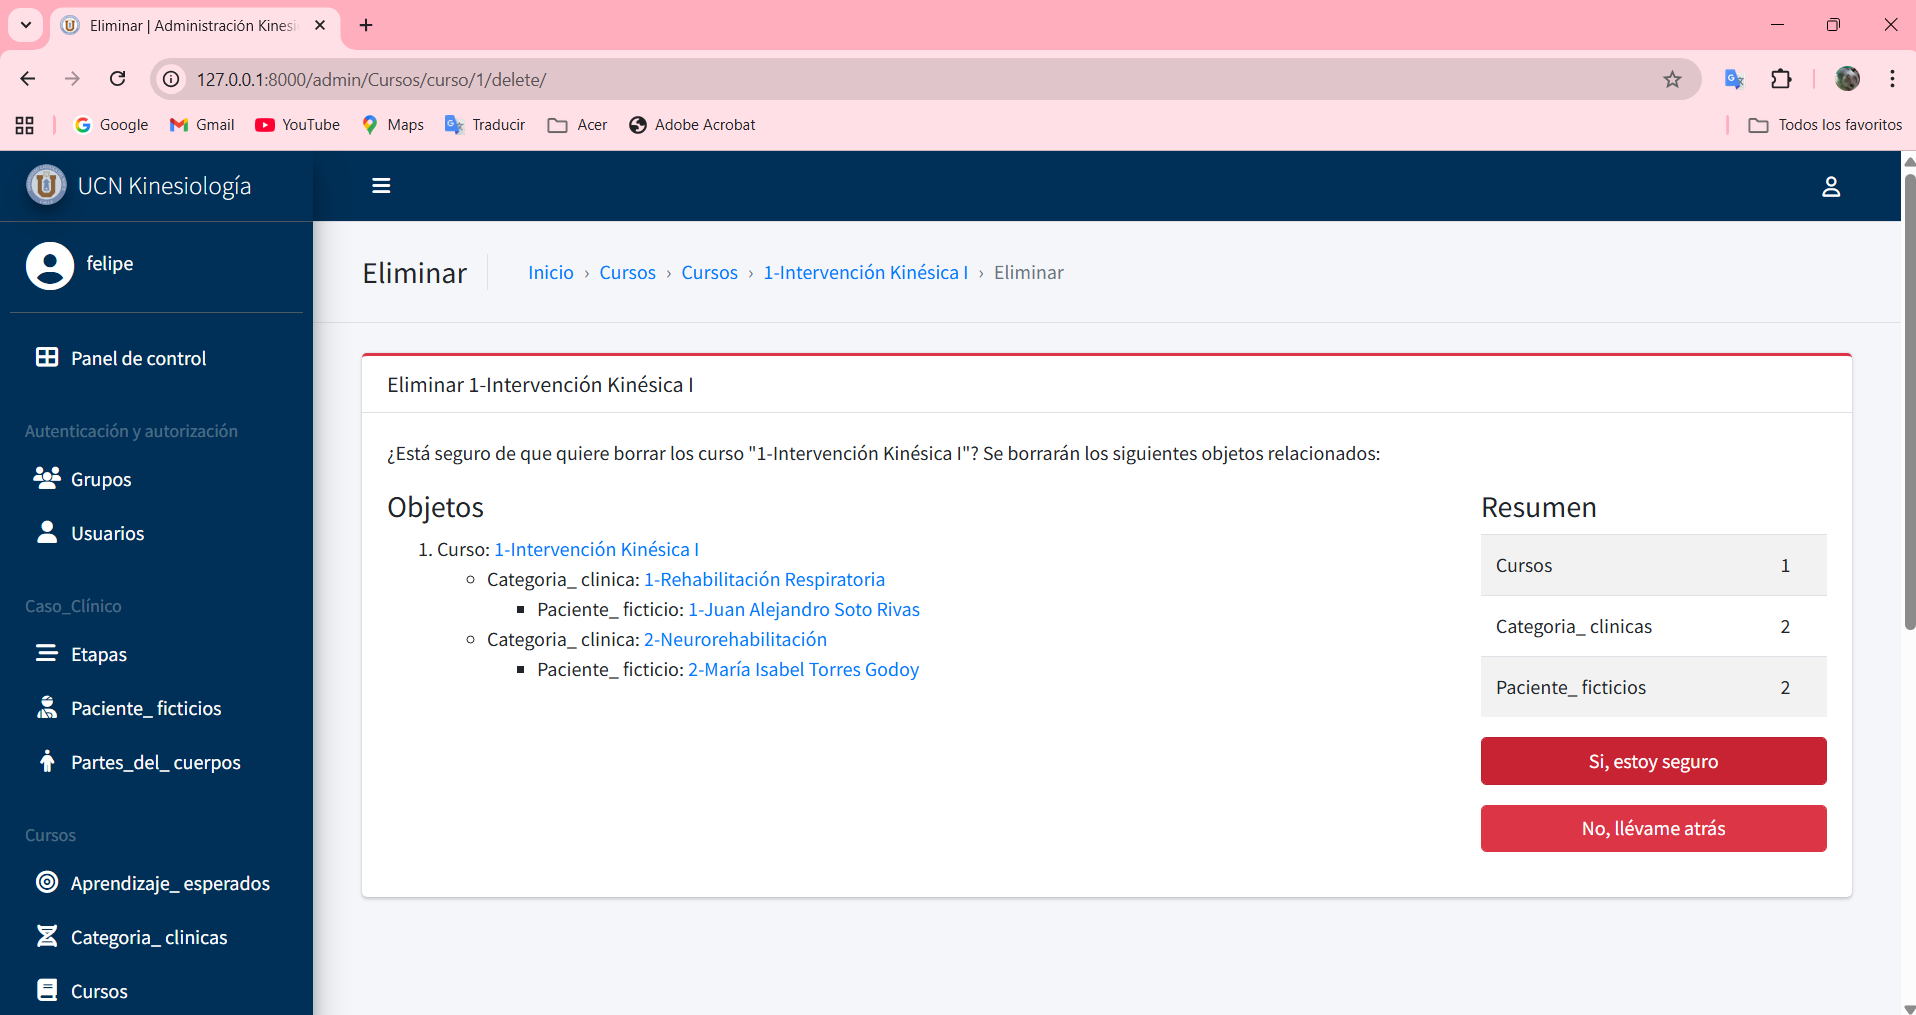 Eliminar | Administración Kinesi
127.0.0.1:8000/admin/Cursos/curso/1/delete/
Google Gmail YouTube Maps Traducir Acer Adobe Acrobat Todos los favoritos
UCN Kinesiología
felipe
Panel de control
Autenticación y autorización
Grupos
Usuarios
Caso_Clínico
Etapas
Paciente_ ficticios
Partes_del_ cuerpos
Cursos
Aprendizaje_ esperados
Categoria_ clinicas
Cursos
Eliminar
Inicio › Cursos › Cursos › 1-Intervención Kinésica I › Eliminar
Eliminar 1-Intervención Kinésica I
¿Está seguro de que quiere borrar los curso "1-Intervención Kinésica I"? Se borrarán los siguientes objetos relacionados:
Objetos
1. Curso: 1-Intervención Kinésica I
Categoria_ clinica: 1-Rehabilitación Respiratoria
Paciente_ ficticio: 1-Juan Alejandro Soto Rivas
Categoria_ clinica: 2-Neurorehabilitación
Paciente_ ficticio: 2-María Isabel Torres Godoy
Resumen
Cursos 1
Categoria_ clinicas 2
Paciente_ ficticios 2
Si, estoy seguro
No, llévame atrás